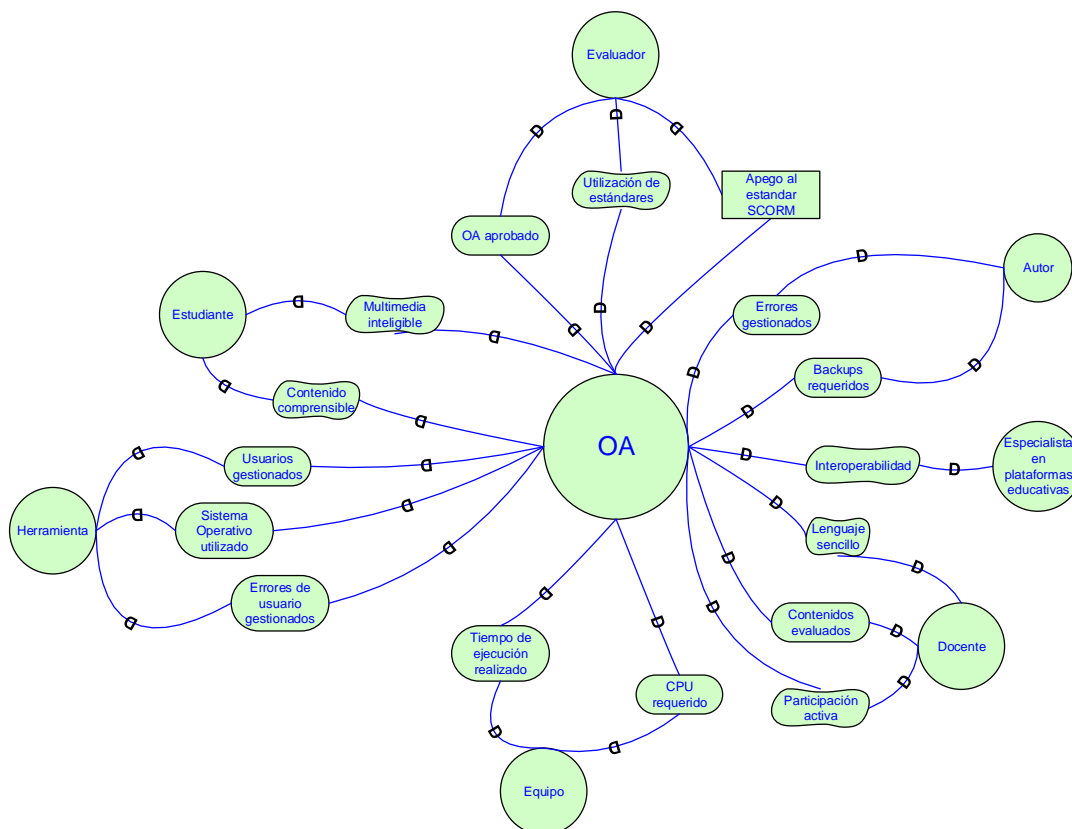 Evaluador
D
D
D
Utilización de
estándares
Apego al
estandar
SCORM
OA aprobado
D
D
D
Autor
D
Errores
gestionados
Estudiante
D
Multimedia
inteligible
D
D
D
Backups
requeridos
D
D
Contenido
comprensible
D
OA
D
Interoperabilidad
D
Especialista
en
plataformas
educativas
Usuarios
gestionados
D
D
Herramienta
D
Sistema
Operativo
utilizado
D
D
Lenguaje
sencillo
D
Errores de
usuario
gestionados
D
D
D
Contenidos
evaluados
D
Docente
D
D
Participación
activa
D
Tiempo de
ejecución
realizado
D
CPU
requerido
D
D
Equipo